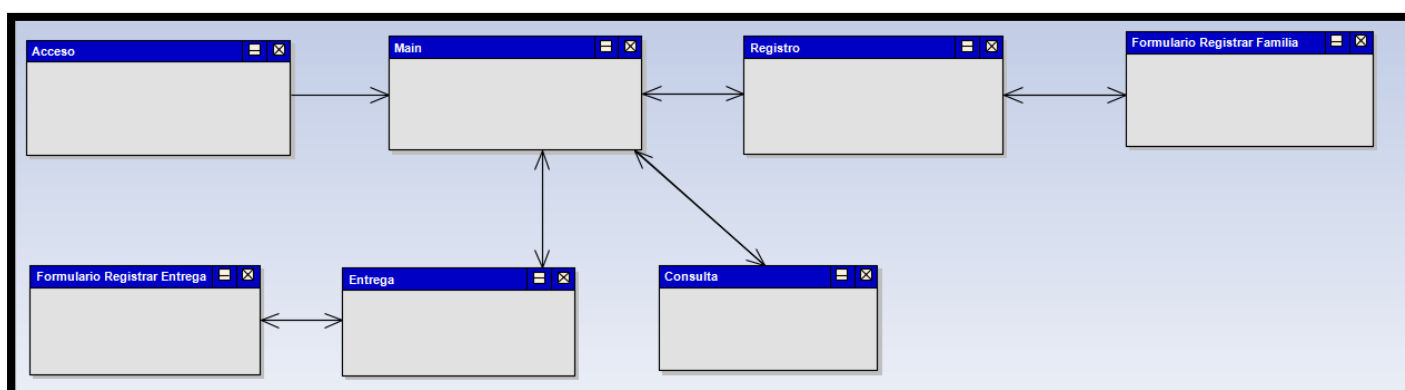 Acceso
Main
Registro
Formulario Registrar Familia
Formulario Registrar Entrega
Entrega
Consulta